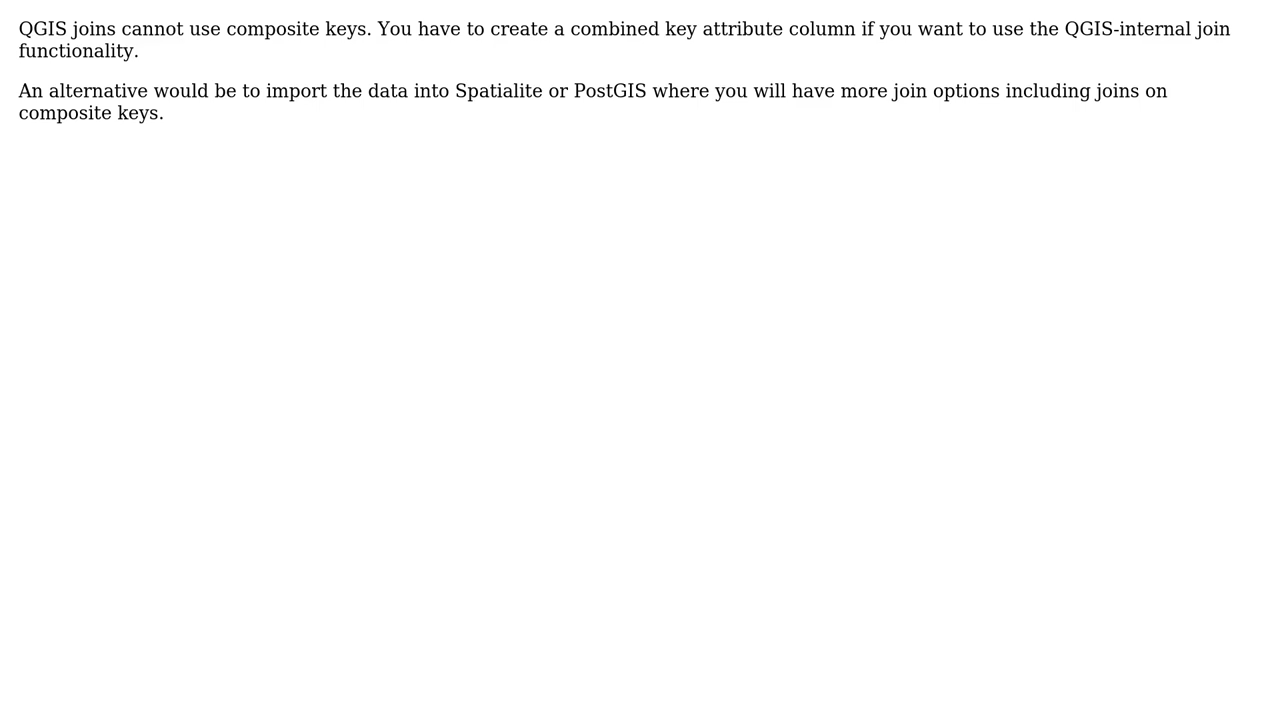 QGIS joins cannot use composite keys. You have to create a combined key attribute column if you want to use the QGIS-internal join
functionality.
An alternative would be to import the data into Spatialite or PostGIS where you will have more join options including joins on
composite keys.